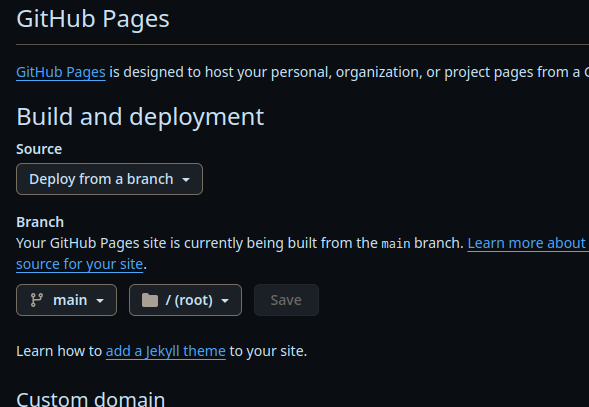 GitHub Pages
GitHub Pages is designed to host your personal, organization, or project pages from a
Build and deployment
Source
Deploy from a branch
Branch
Your GitHub Pages site is currently being built from the main branch. Learn more about
source for your site.
main / (root) Save
Learn how to add a Jekyll theme to your site.
Custom domain